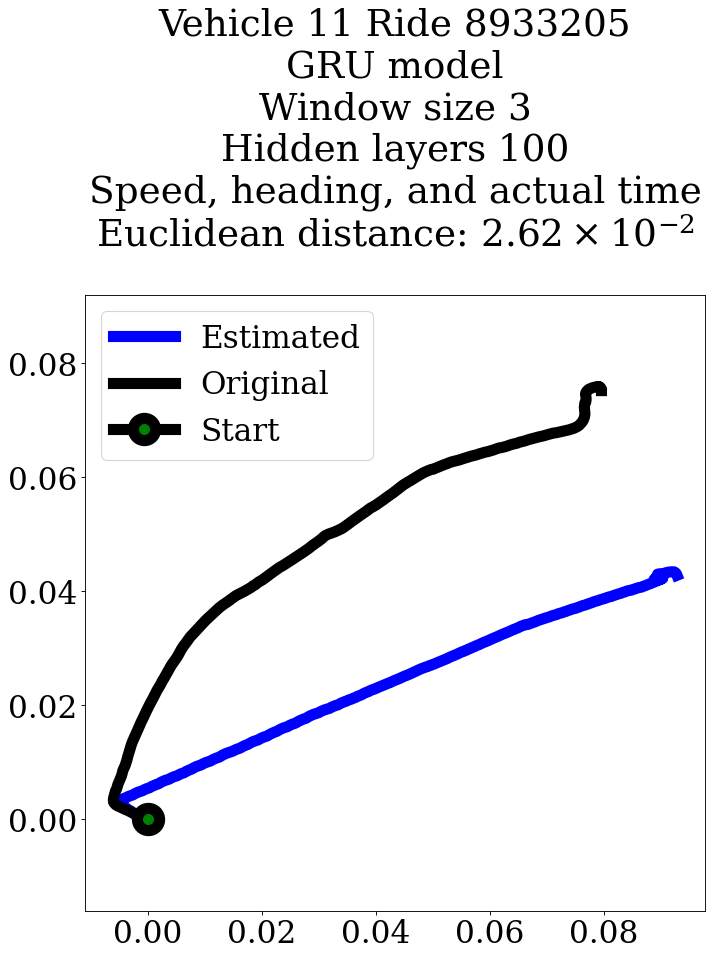 Vehicle 11 Ride 8933205
GRU model
Window size 3
Hidden layers 100
Speed, heading, and actual time
Euclidean distance: 2.62 × 10⁻²
Estimated
Original
Start
0.08
0.06
0.04
0.02
0.00
0.00 0.02 0.04 0.06 0.08